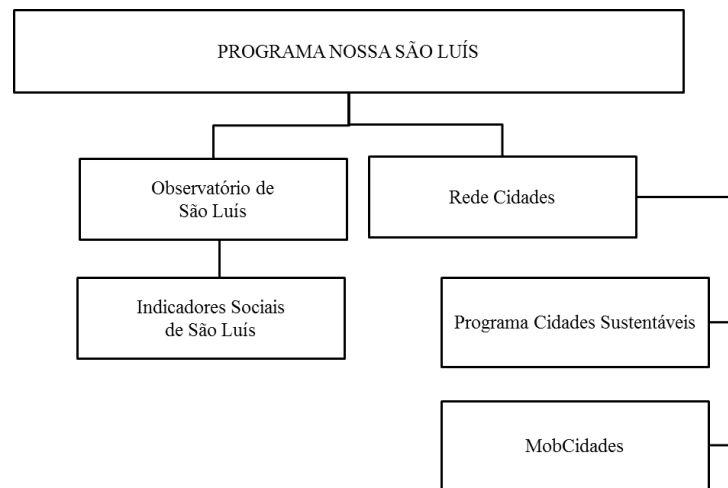 PROGRAMA NOSSA SÃO LUÍS
Observatório de
São Luís
Rede Cidades
Indicadores Sociais
de São Luís
Programa Cidades Sustentáveis
MobCidades